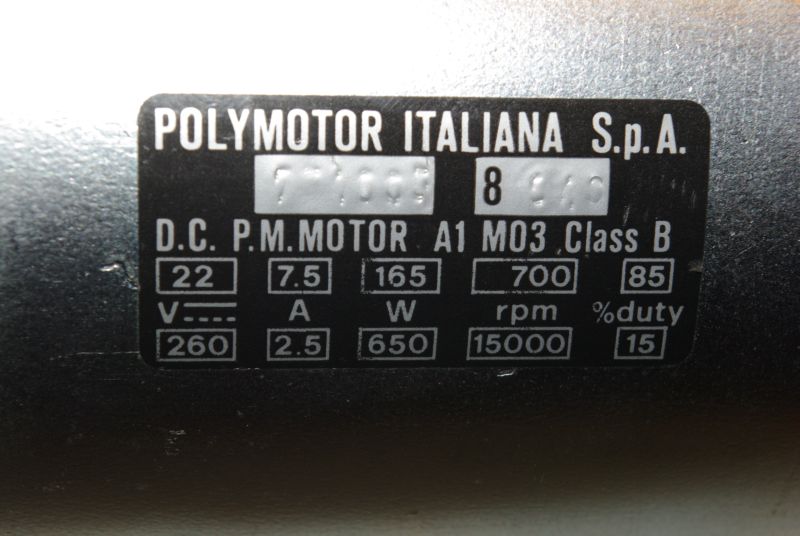 POLYMOTOR ITALIANA S.p.A.
8
D.C. P.M.MOTOR A1 M03 Class B
22 7.5 165 700 85
V A W rpm %duty
260 2.5 650 15000 15